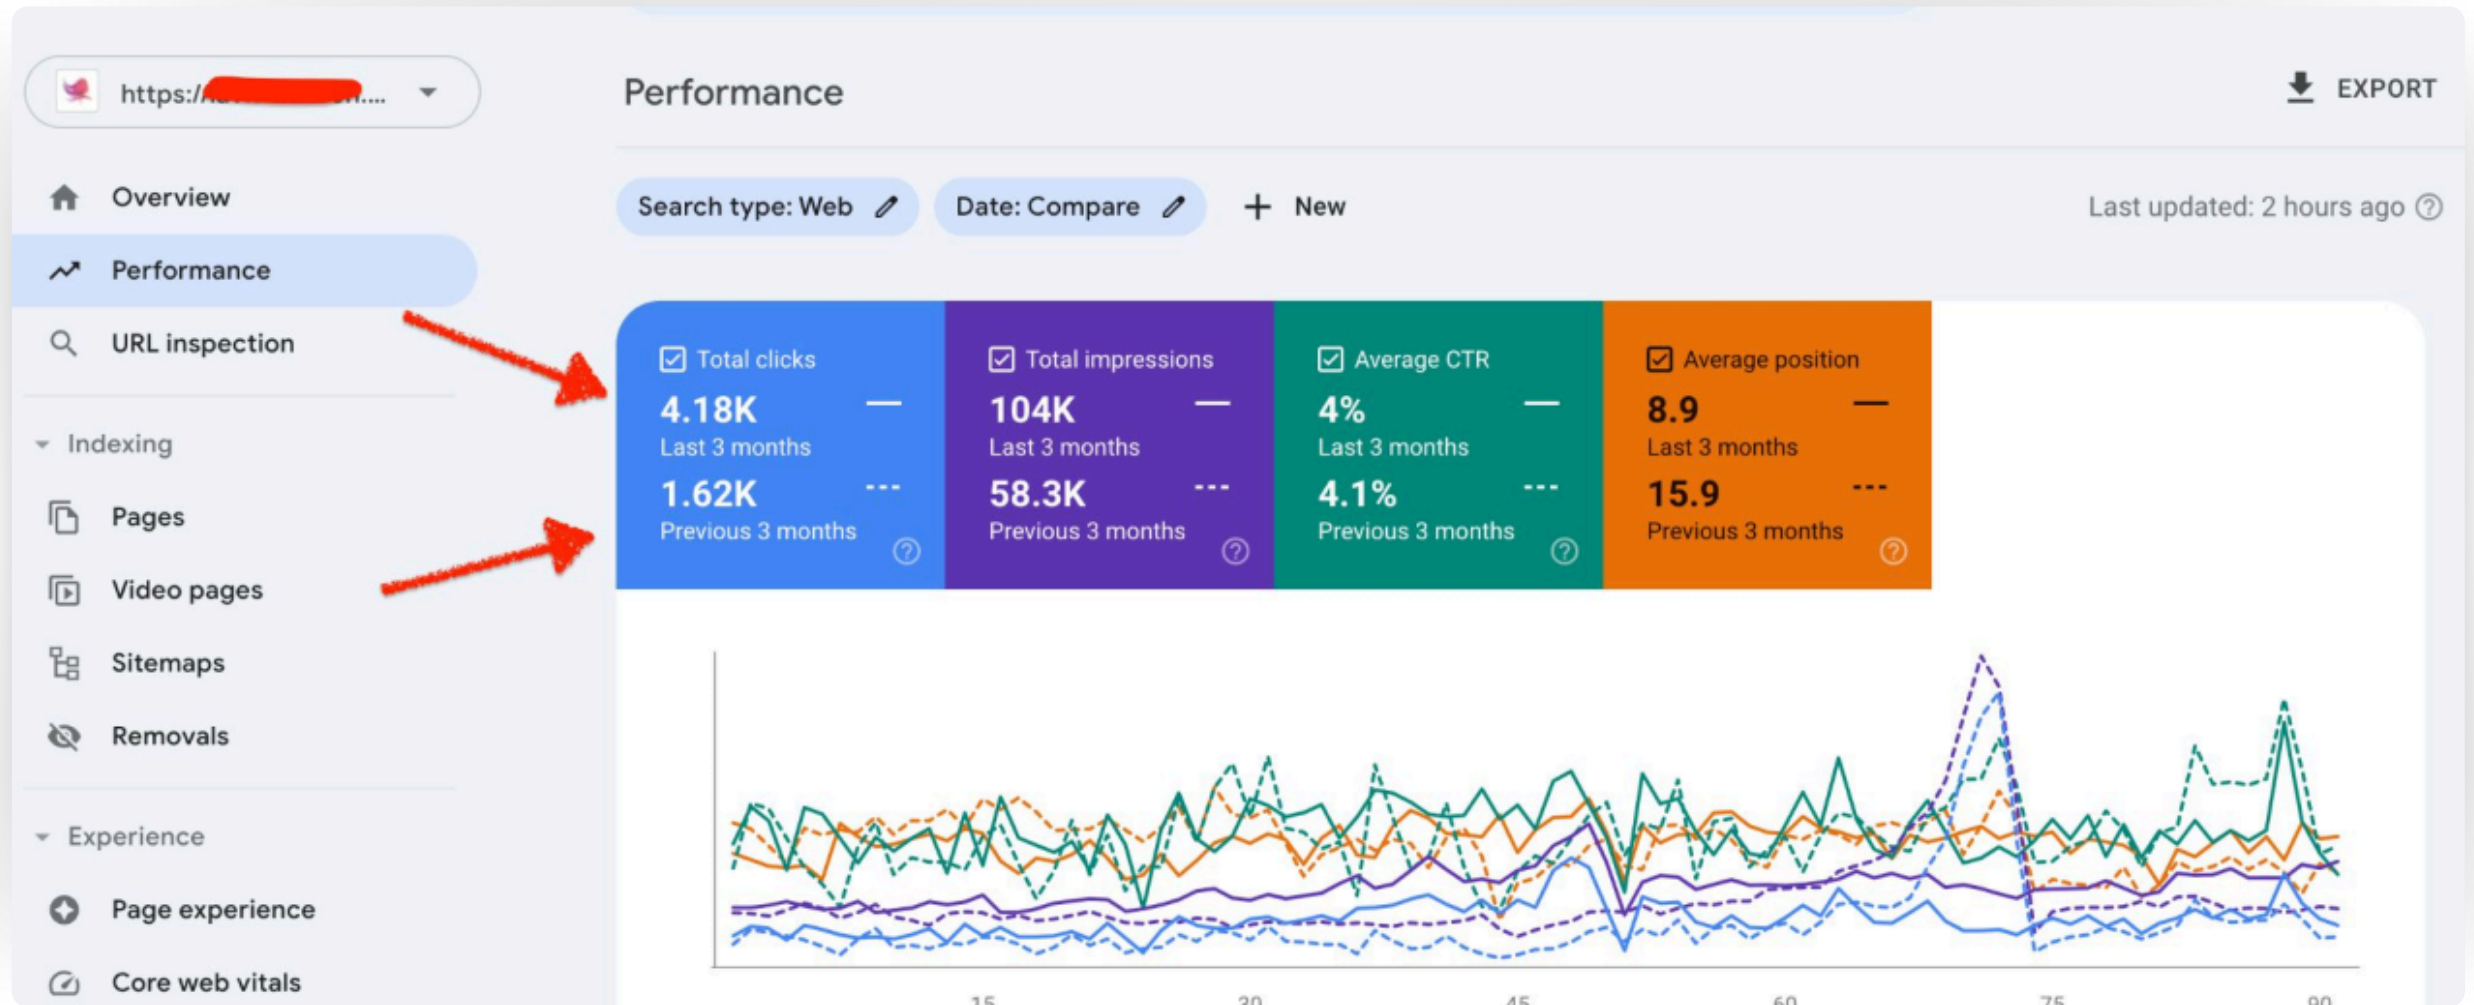 https://
Performance
EXPORT
Overview
Performance
URL inspection
Indexing
Pages
Video pages
Sitemaps
Removals
Experience
Page experience
Core web vitals
Search type: Web
Date: Compare
+ New
Last updated: 2 hours ago
Total clicks
4.18K
Last 3 months
1.62K
Previous 3 months
Total impressions
104K
Last 3 months
58.3K
Previous 3 months
Average CTR
4%
Last 3 months
4.1%
Previous 3 months
Average position
8.9
Last 3 months
15.9
Previous 3 months
15 30 45 60 75 90